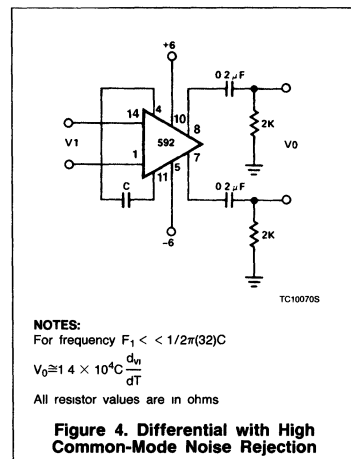 +6
14
4
10
8
0 2 μF
V1
592
2K
V0
1
11
5
7
0 2 μF
C
2K
-6
TC10070S
NOTES:
For frequency F₁ < < 1/2π(32)C
V₀≅1 4 × 10⁴C dVI/dT
All resistor values are in ohms
Figure 4. Differential with High
Common-Mode Noise Rejection